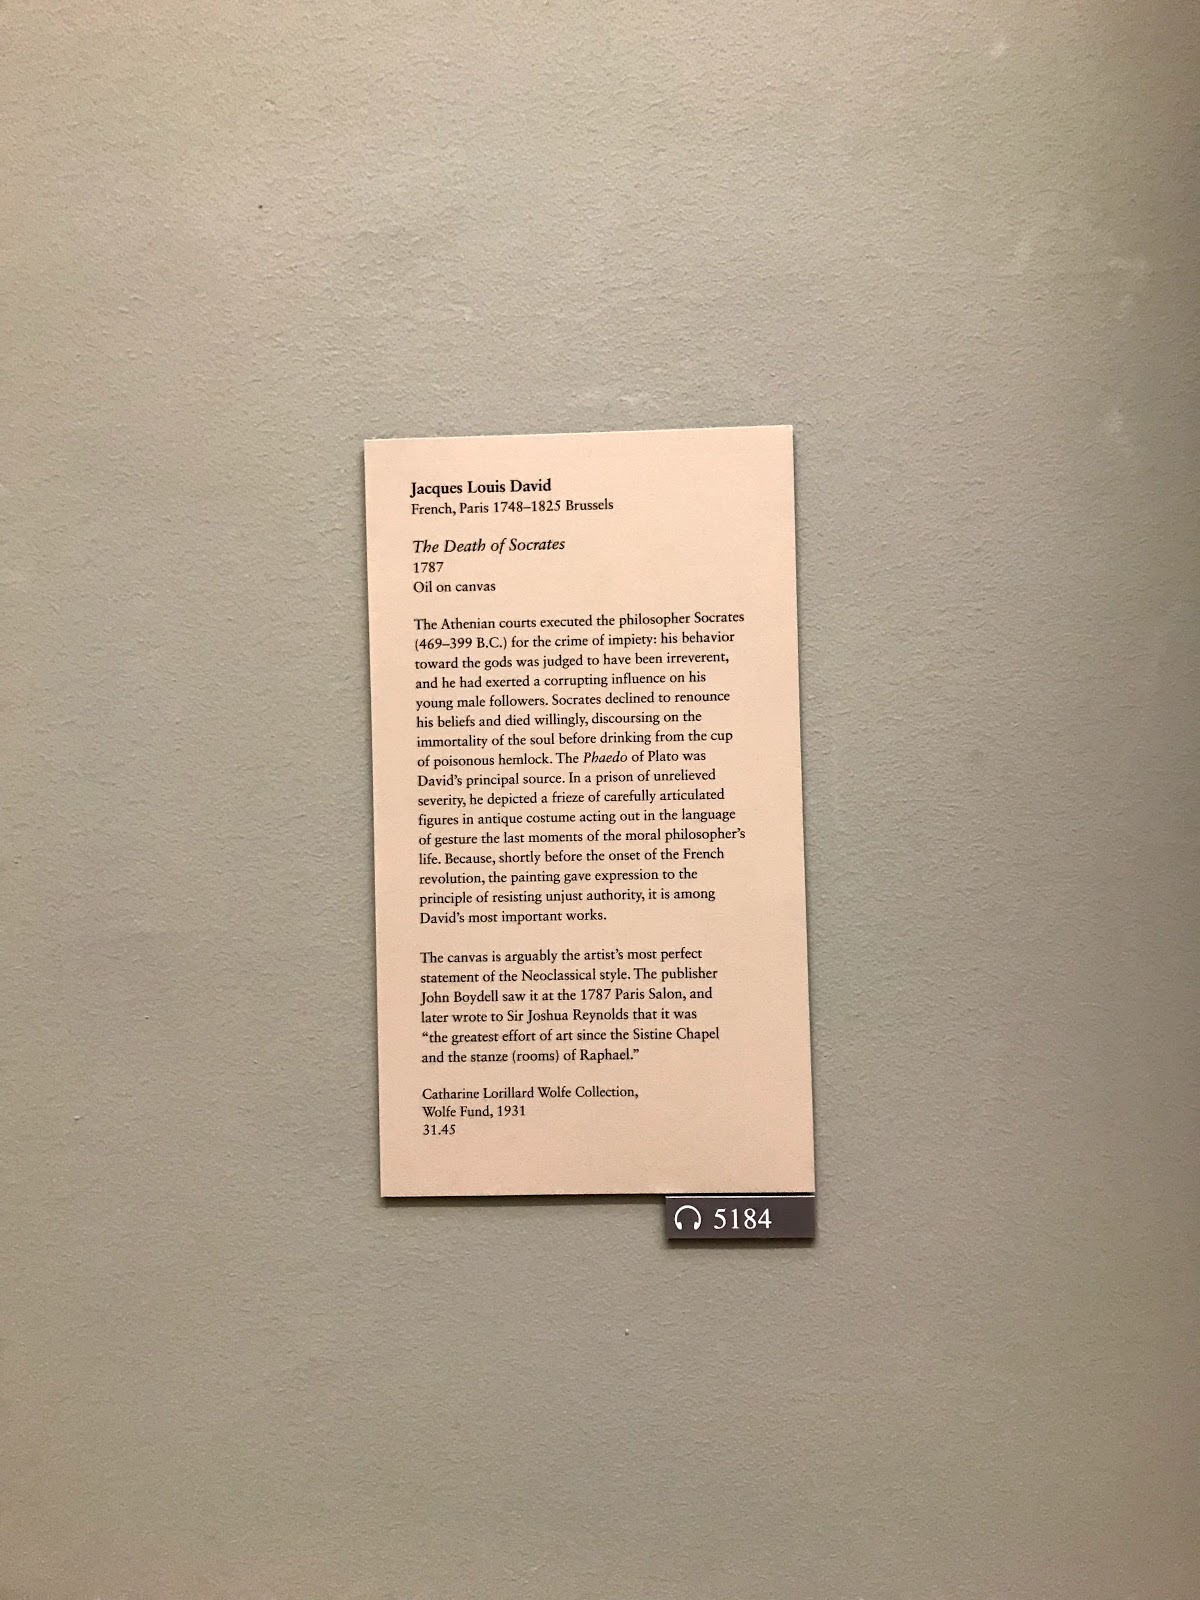 Jacques Louis David
French, Paris 1748–1825 Brussels
The Death of Socrates
1787
Oil on canvas
The Athenian courts executed the philosopher Socrates
(469–399 B.C.) for the crime of impiety: his behavior
toward the gods was judged to have been irreverent,
and he had exerted a corrupting influence on his
young male followers. Socrates declined to renounce
his beliefs and died willingly, discoursing on the
immortality of the soul before drinking from the cup
of poisonous hemlock. The Phaedo of Plato was
David’s principal source. In a prison of unrelieved
severity, he depicted a frieze of carefully articulated
figures in antique costume acting out in the language
of gesture the last moments of the moral philosopher’s
life. Because, shortly before the onset of the French
revolution, the painting gave expression to the
principle of resisting unjust authority, it is among
David’s most important works.
The canvas is arguably the artist’s most perfect
statement of the Neoclassical style. The publisher
John Boydell saw it at the 1787 Paris Salon, and
later wrote to Sir Joshua Reynolds that it was
“the greatest effort of art since the Sistine Chapel
and the stanze (rooms) of Raphael.”
Catharine Lorillard Wolfe Collection,
Wolfe Fund, 1931
31.45
5184